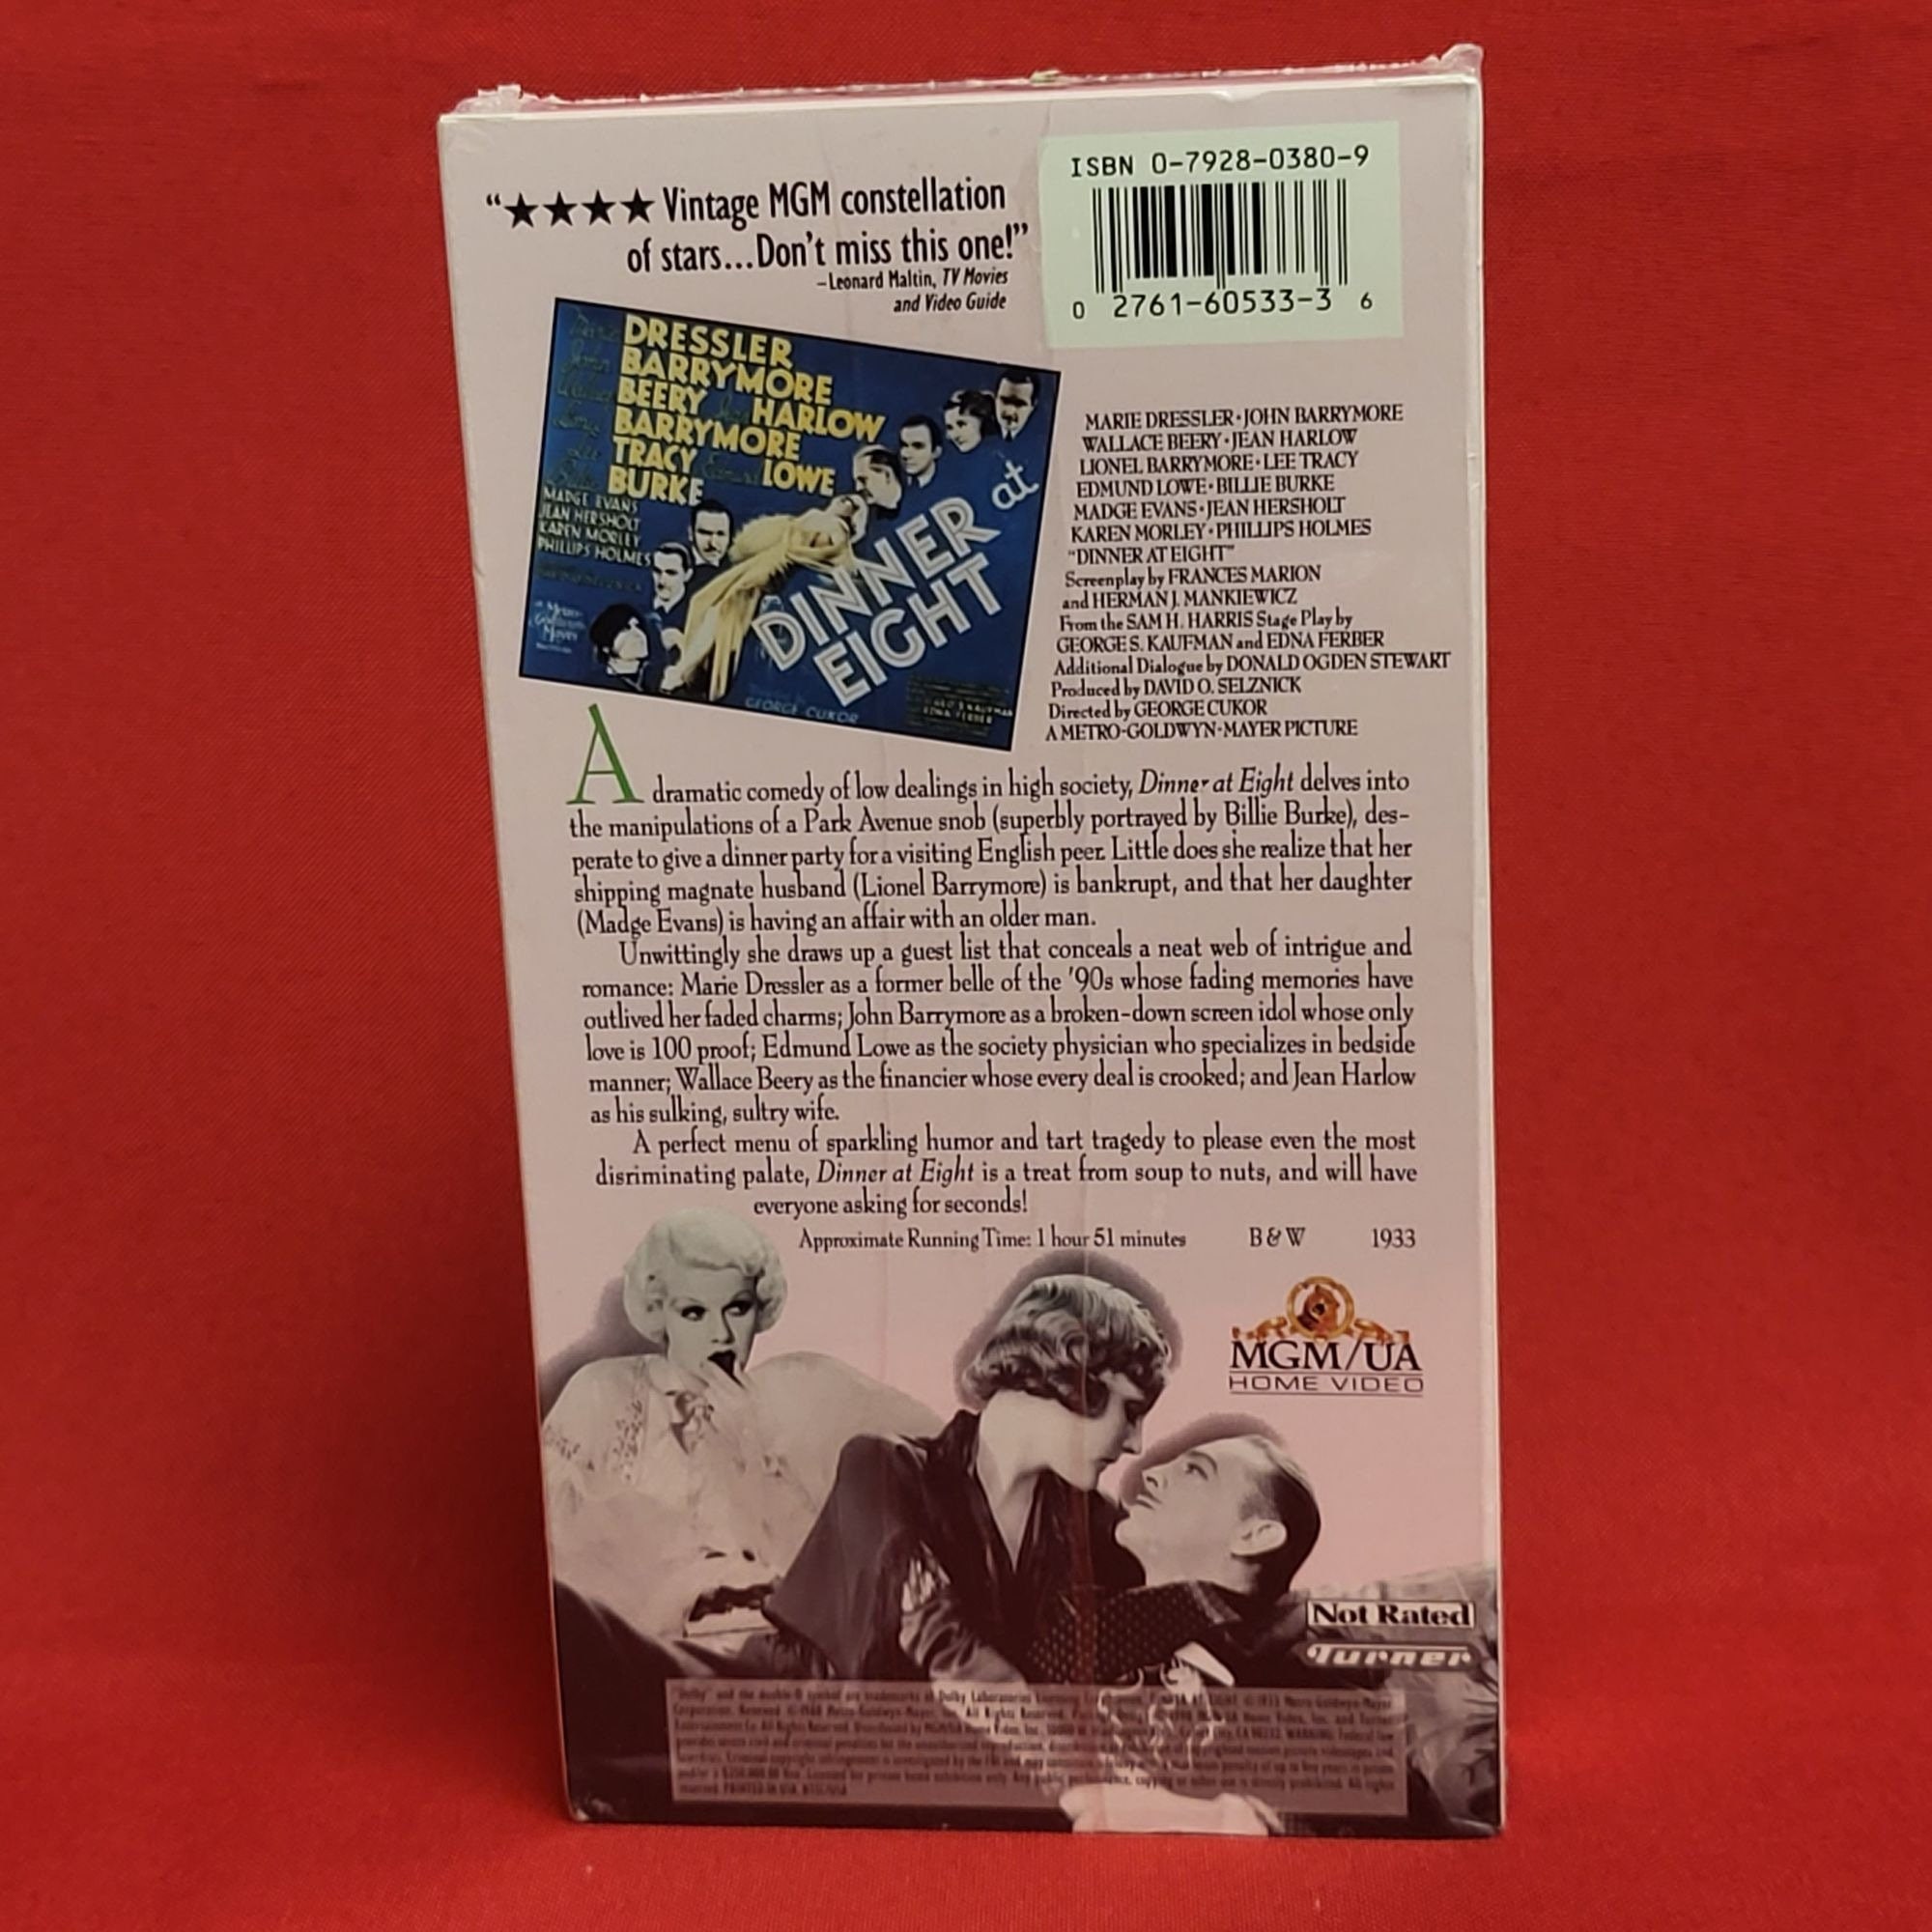 ISBN 0-7928-0380-9
0 2761-60533-3 6
“★★★★ Vintage MGM constellation
of stars...Don't miss this one!”
–Leonard Maltin, TV Movies
and Video Guide
DRESSLER
BARRYMORE
BEERY HARLOW
BARRYMORE
TRACY LOWE
BURKE
MADGE EVANS
JEAN HERSHOLT
KAREN MORLEY
PHILLIPS HOLMES
DINNER at
EIGHT
GEORGE CUKOR
MARIE DRESSLER • JOHN BARRYMORE
WALLACE BEERY • JEAN HARLOW
LIONEL BARRYMORE • LEE TRACY
EDMUND LOWE • BILLIE BURKE
MADGE EVANS • JEAN HERSHOLT
KAREN MORLEY • PHILLIPS HOLMES
“DINNER AT EIGHT”
Screenplay by FRANCES MARION
and HERMAN J. MANKIEWICZ
From the SAM H. HARRIS Stage Play by
GEORGE S. KAUFMAN and EDNA FERBER
Additional Dialogue by DONALD OGDEN STEWART
Produced by DAVID O. SELZNICK
Directed by GEORGE CUKOR
A METRO-GOLDWYN-MAYER PICTURE
A dramatic comedy of low dealings in high society, Dinner at Eight delves into
the manipulations of a Park Avenue snob (superbly portrayed by Billie Burke), des-
perate to give a dinner party for a visiting English peer. Little does she realize that her
shipping magnate husband (Lionel Barrymore) is bankrupt, and that her daughter
(Madge Evans) is having an affair with an older man.
Unwittingly she draws up a guest list that conceals a neat web of intrigue and
romance: Marie Dressler as a former belle of the '90s whose fading memories have
outlived her faded charms; John Barrymore as a broken-down screen idol whose only
love is 100 proof; Edmund Lowe as the society physician who specializes in bedside
manner; Wallace Beery as the financier whose every deal is crooked; and Jean Harlow
as his sulking, sultry wife.
A perfect menu of sparkling humor and tart tragedy to please even the most
disriminating palate, Dinner at Eight is a treat from soup to nuts, and will have
everyone asking for seconds!
Approximate Running Time: 1 hour 51 minutes B & W 1933
MGM/UA
HOME VIDEO
Not Rated
Turner